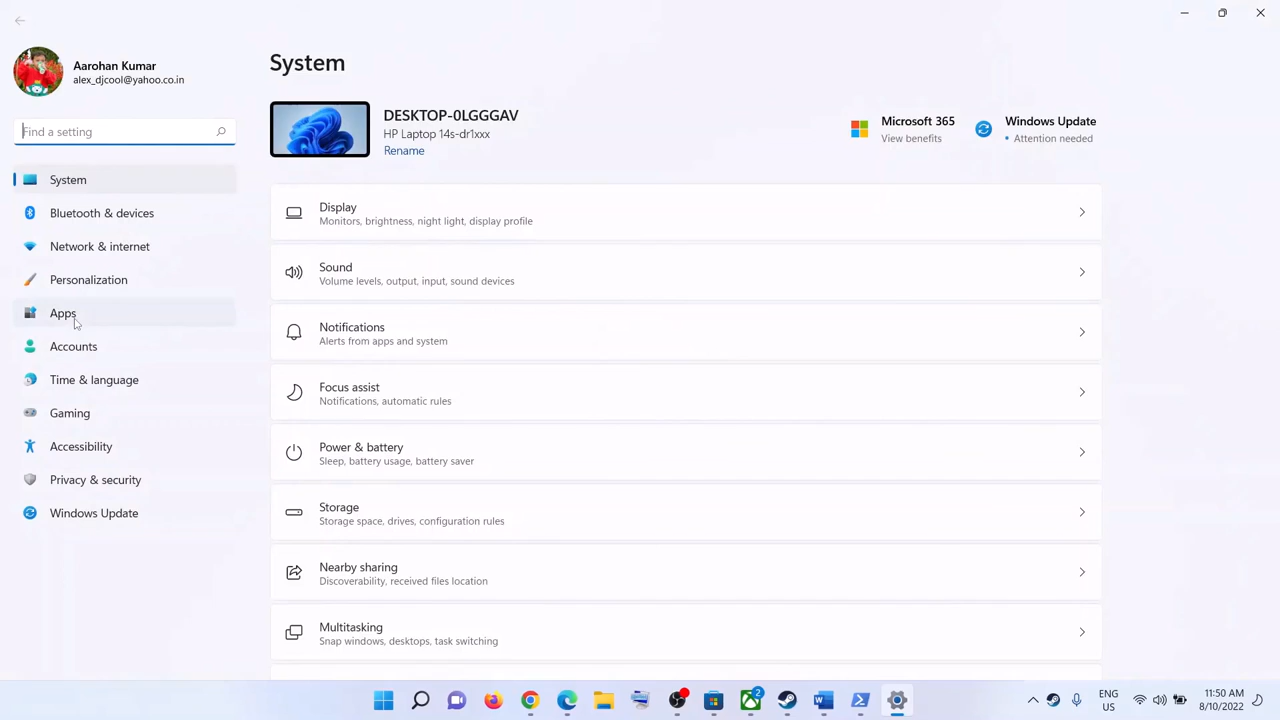 Aarohan Kumar
alex_djcool@yahoo.co.in
Find a setting
System
Bluetooth & devices
Network & internet
Personalization
Apps
Accounts
Time & language
Gaming
Accessibility
Privacy & security
Windows Update
System
DESKTOP-0LGGGAV
HP Laptop 14s-dr1xxx
Rename
Microsoft 365
View benefits
Windows Update
• Attention needed
Display
Monitors, brightness, night light, display profile
Sound
Volume levels, output, input, sound devices
Notifications
Alerts from apps and system
Focus assist
Notifications, automatic rules
Power & battery
Sleep, battery usage, battery saver
Storage
Storage space, drives, configuration rules
Nearby sharing
Discoverability, received files location
Multitasking
Snap windows, desktops, task switching
2
ENG
US
11:50 AM
8/10/2022